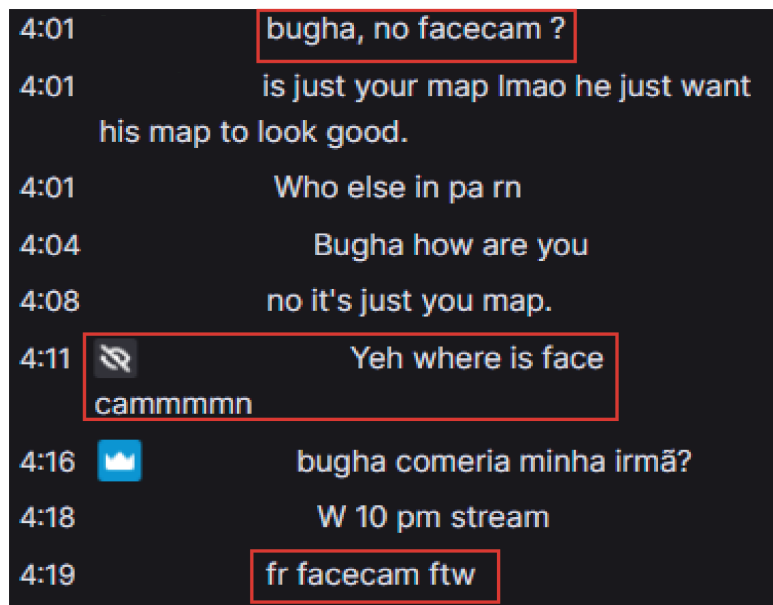 4:01 bugha, no facecam ?
4:01 is just your map lmao he just want
his map to look good.
4:01 Who else in pa rn
4:04 Bugha how are you
4:08 no it's just you map.
4:11 Yeh where is face
cammmmn
4:16 bugha comeria minha irmã?
4:18 W 10 pm stream
4:19 fr facecam ftw